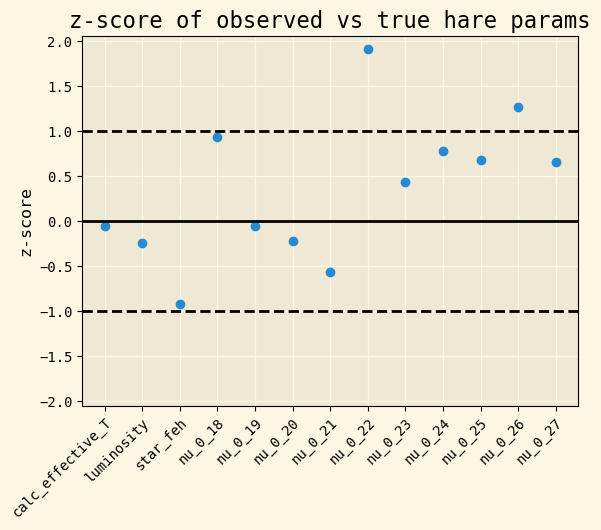 z-score of observed vs true hare params
2.0
1.5
1.0
0.5
0.0
−0.5
−1.0
−1.5
−2.0
z-score
calc_effective_T
luminosity
star_feh
nu_0_18
nu_0_19
nu_0_20
nu_0_21
nu_0_22
nu_0_23
nu_0_24
nu_0_25
nu_0_26
nu_0_27